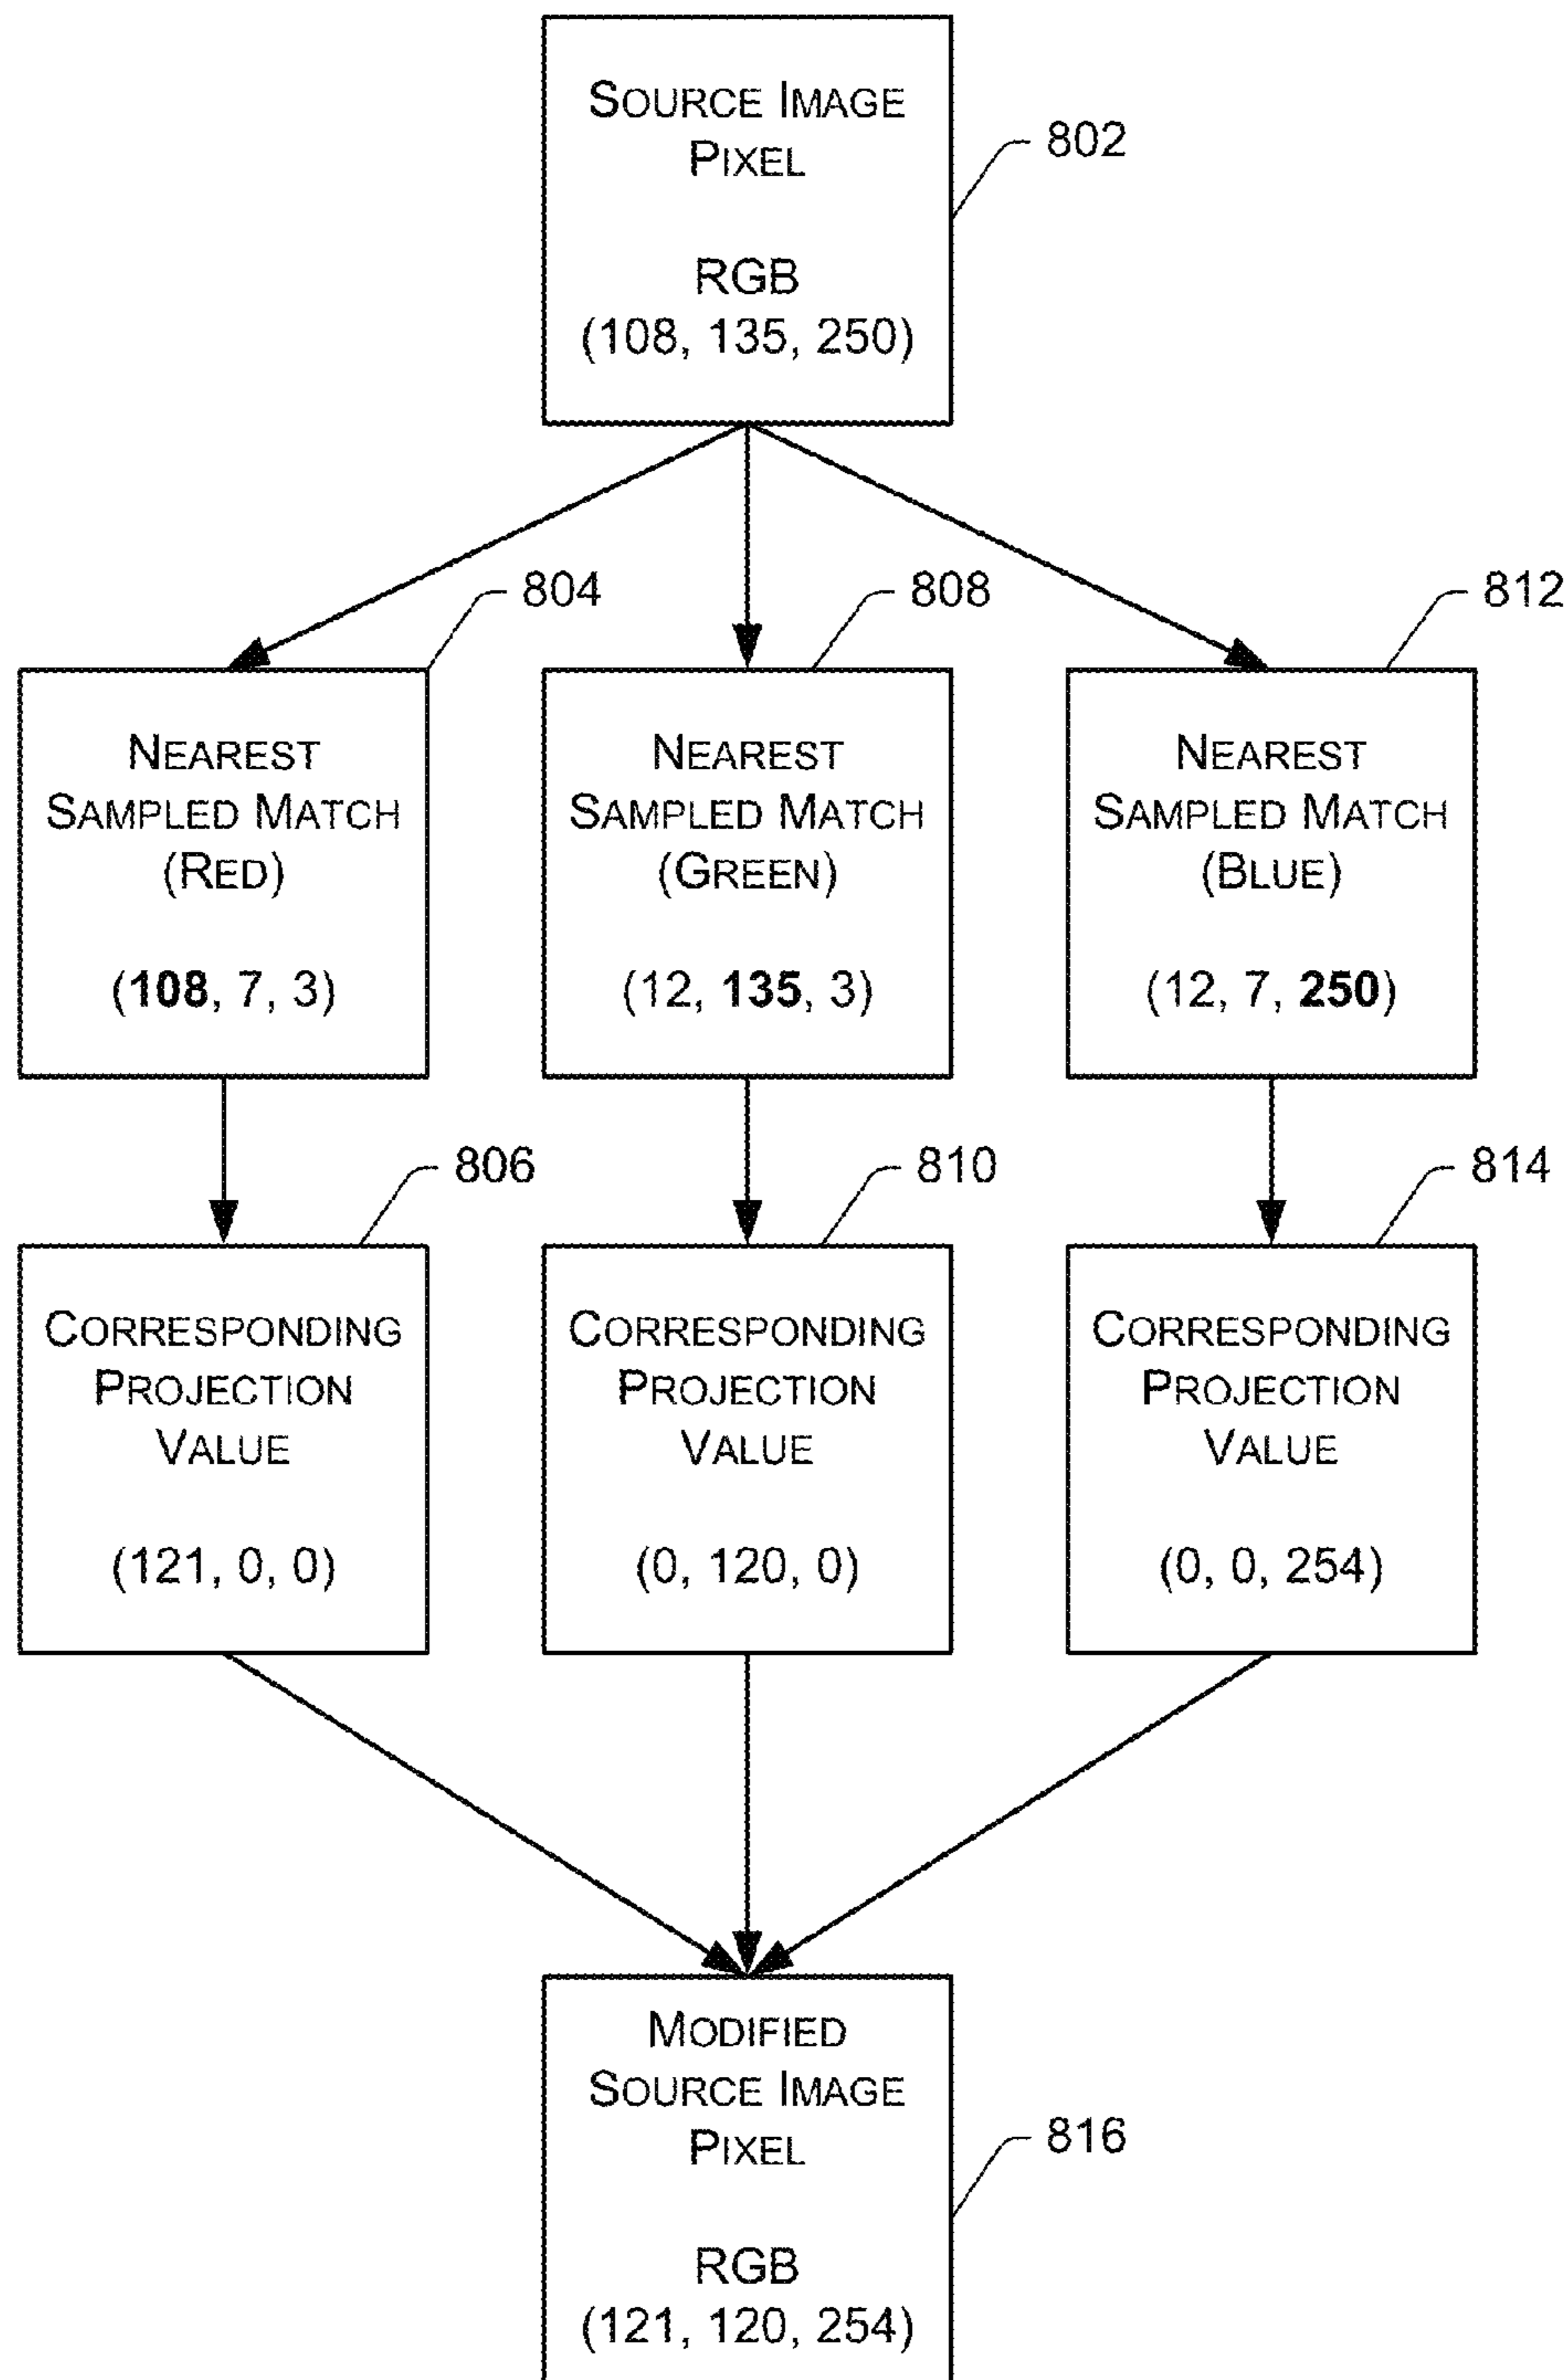 SOURCE IMAGE
PIXEL
RGB
(108, 135, 250)
802
804
NEAREST
SAMPLED MATCH
(RED)
(108, 7, 3)
808
NEAREST
SAMPLED MATCH
(GREEN)
(12, 135, 3)
812
NEAREST
SAMPLED MATCH
(BLUE)
(12, 7, 250)
806
CORRESPONDING
PROJECTION
VALUE
(121, 0, 0)
810
CORRESPONDING
PROJECTION
VALUE
(0, 120, 0)
814
CORRESPONDING
PROJECTION
VALUE
(0, 0, 254)
MODIFIED
SOURCE IMAGE
PIXEL
RGB
(121, 120, 254)
816